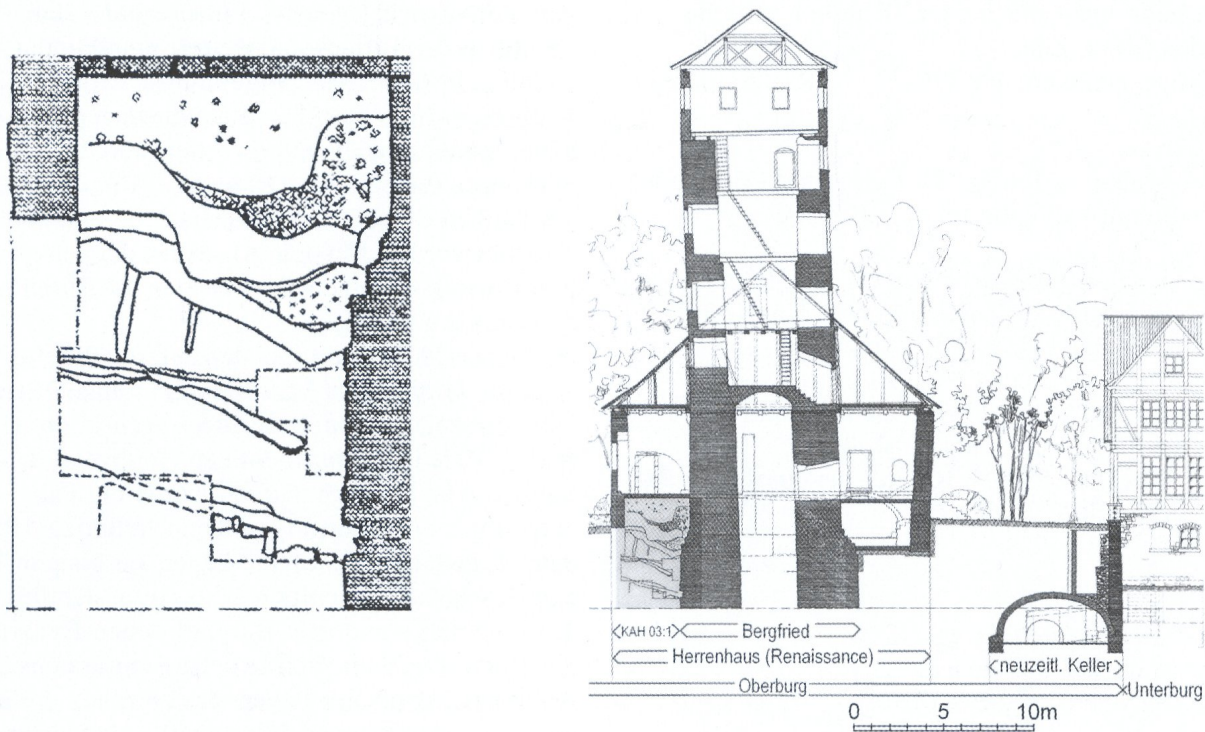 KAH 03:1
Bergfried
Herrenhaus (Renaissance)
neuzeitl. Keller
Oberburg
Unterburg
0 5 10m